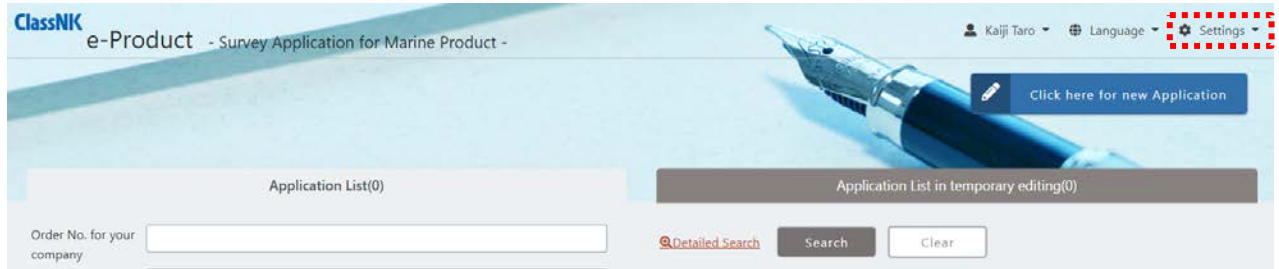 ClassNK
e-Product - Survey Application for Marine Product -
Kaiji Taro
Language
Settings
Click here for new Application
Application List(0)
Application List in temporary editing(0)
Order No. for your
company
Detailed Search
Search
Clear